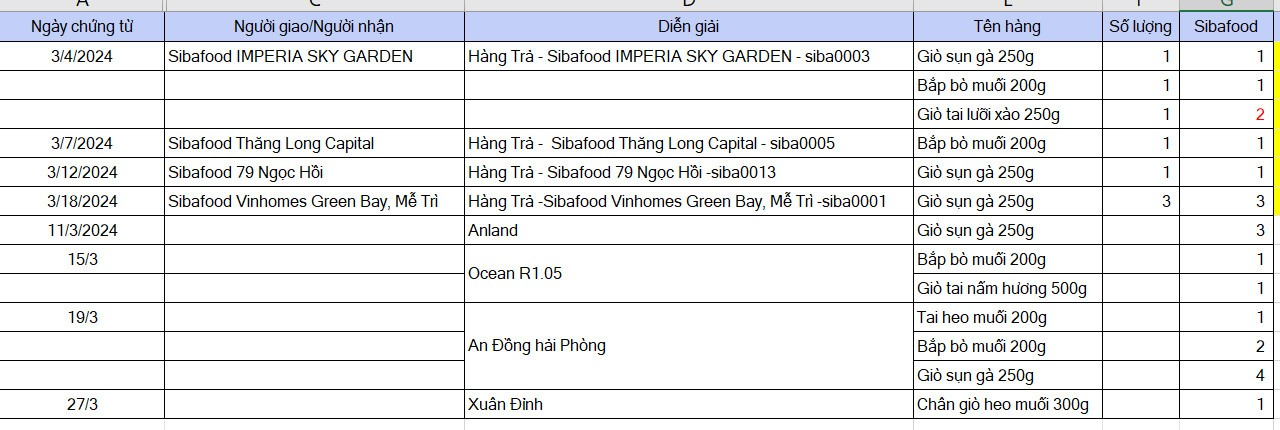 A C D E F G
Ngày chứng từ Người giao/Người nhận Diễn giải Tên hàng Số lượng Sibafood
3/4/2024 Sibafood IMPERIA SKY GARDEN Hàng Trả - Sibafood IMPERIA SKY GARDEN - siba0003 Giò sụn gà 250g 1 1
Bắp bò muối 200g 1 1
Giò tai lưỡi xào 250g 1 2
3/7/2024 Sibafood Thăng Long Capital Hàng Trả -  Sibafood Thăng Long Capital - siba0005 Bắp bò muối 200g 1 1
3/12/2024 Sibafood 79 Ngọc Hồi Hàng Trả - Sibafood 79 Ngọc Hồi -siba0013 Giò sụn gà 250g 1 1
3/18/2024 Sibafood Vinhomes Green Bay, Mễ Trì Hàng Trả -Sibafood Vinhomes Green Bay, Mễ Trì -siba0001 Giò sụn gà 250g 3 3
11/3/2024 Anland Giò sụn gà 250g 3
15/3 Ocean R1.05 Bắp bò muối 200g 1
Giò tai nấm hương 500g 1
19/3 An Đồng hải Phòng Tai heo muối 200g 1
Bắp bò muối 200g 2
Giò sụn gà 250g 4
27/3 Xuân Đỉnh Chân giò heo muối 300g 1